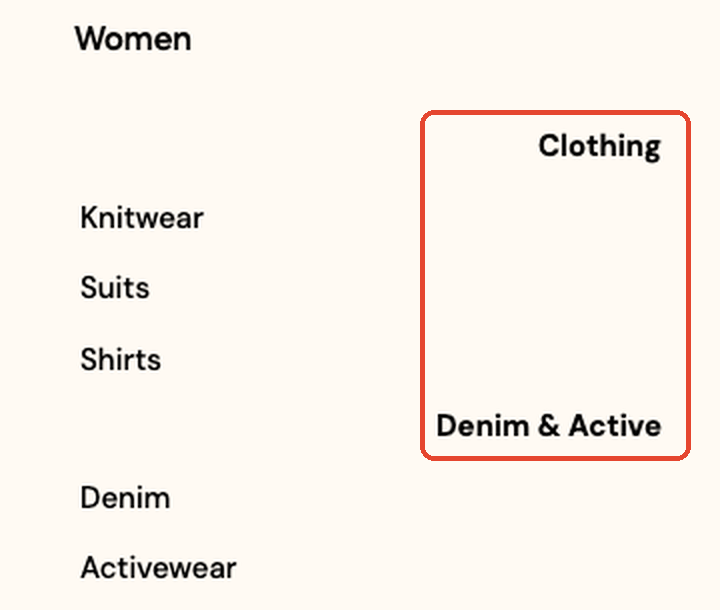 Women
Clothing
Knitwear
Suits
Shirts
Denim & Active
Denim
Activewear